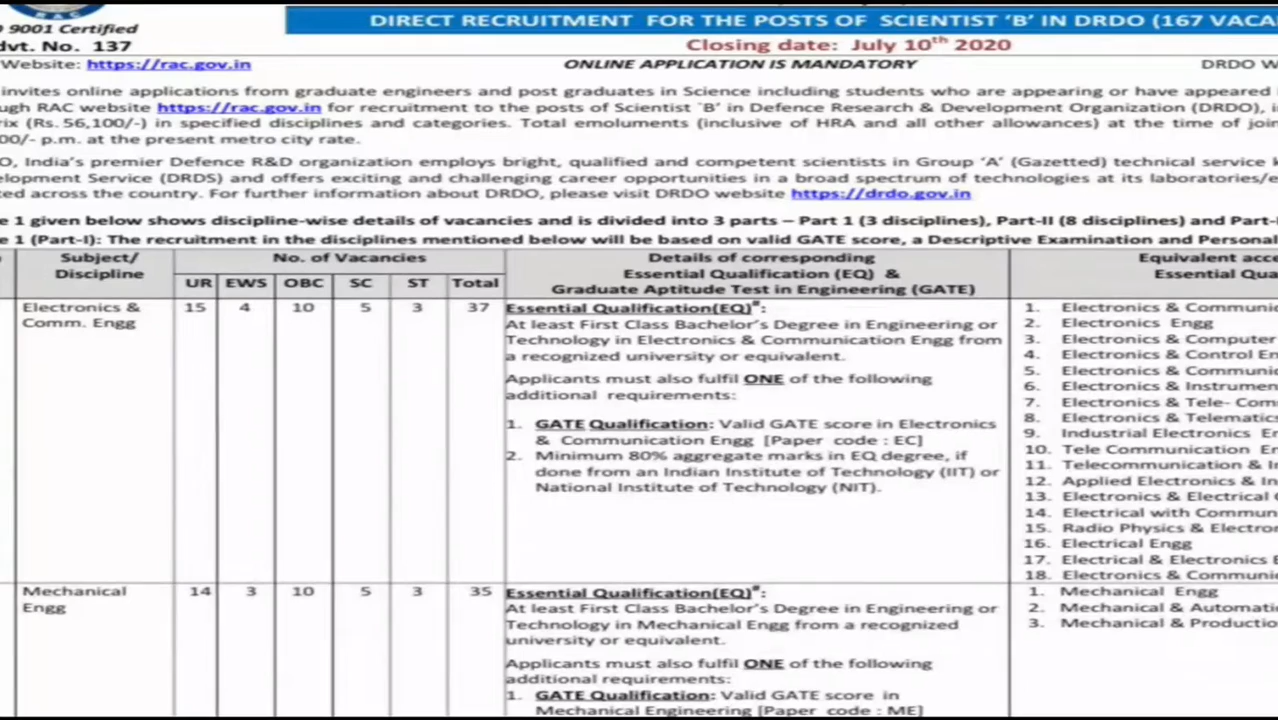 RAC
9001 Certified
dvt. No. 137
DIRECT RECRUITMENT FOR THE POSTS OF SCIENTIST 'B' IN DRDO (167 VACA
Closing date: July 10th 2020
Website: https://rac.gov.in ONLINE APPLICATION IS MANDATORY DRDO W
invites online applications from graduate engineers and post graduates in Science including students who are appearing or have appeared
ugh RAC website https://rac.gov.in for recruitment to the posts of Scientist `B' in Defence Research & Development Organization (DRDO), i
rix (Rs. 56,100/-) in specified disciplines and categories. Total emoluments (inclusive of HRA and all other allowances) at the time of join
00/- p.m. at the present metro city rate.
O, India's premier Defence R&D organization employs bright, qualified and competent scientists in Group 'A' (Gazetted) technical service k
elopment Service (DRDS) and offers exciting and challenging career opportunities in a broad spectrum of technologies at its laboratories/e
ted across the country. For further information about DRDO, please visit DRDO website https://drdo.gov.in
e 1 given below shows discipline-wise details of vacancies and is divided into 3 parts – Part 1 (3 disciplines), Part-II (8 disciplines) and Part-
e 1 (Part-I): The recruitment in the disciplines mentioned below will be based on valid GATE score, a Descriptive Examination and Personal
Subject/
Discipline
No. of Vacancies
UR EWS OBC SC ST Total
Details of corresponding
Essential Qualification (EQ) &
Graduate Aptitude Test in Engineering (GATE)
Equivalent acce
Essential Qua
Electronics &
Comm. Engg
15 4 10 5 3 37
Essential Qualification(EQ)#:
At least First Class Bachelor's Degree in Engineering or
Technology in Electronics & Communication Engg from
a recognized university or equivalent.
Applicants must also fulfil ONE of the following
additional requirements:
1. GATE Qualification: Valid GATE score in Electronics
& Communication Engg [Paper code : EC]
2. Minimum 80% aggregate marks in EQ degree, if
done from an Indian Institute of Technology (IIT) or
National Institute of Technology (NIT).
1. Electronics & Communic
2. Electronics Engg
3. Electronics & Computer
4. Electronics & Control En
5. Electronics & Communic
6. Electronics & Instrumen
7. Electronics & Tele- Com
8. Electronics & Telematics
9. Industrial Electronics En
10. Tele Communication En
11. Telecommunication & In
12. Applied Electronics & In
13. Electronics & Electrical C
14. Electrical with Commun
15. Radio Physics & Electron
16. Electrical Engg
17. Electrical & Electronics E
18. Electronics & Communic
Mechanical
Engg
14 3 10 5 3 35
Essential Qualification(EQ)#:
At least First Class Bachelor's Degree in Engineering or
Technology in Mechanical Engg from a recognized
university or equivalent.
Applicants must also fulfil ONE of the following
additional requirements:
1. GATE Qualification: Valid GATE score in
Mechanical Engineering [Paper code : ME]
1. Mechanical Engg
2. Mechanical & Automati
3. Mechanical & Productio